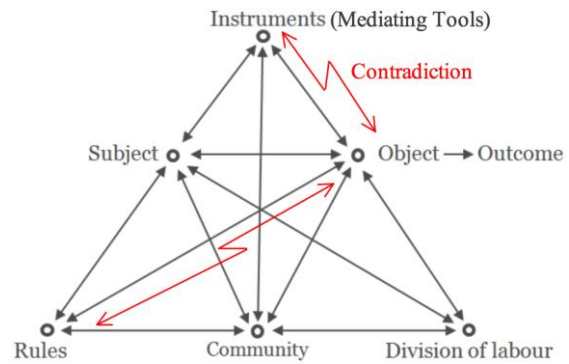 Instruments (Mediating Tools)
Contradiction
Subject
Object
Outcome
Rules
Community
Division of labour